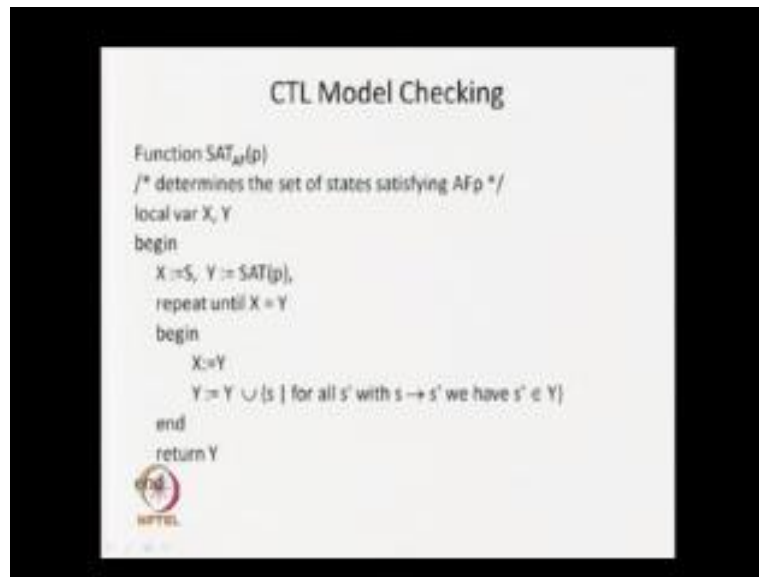 CTL Model Checking
Function SAT_AF(p)
/* determines the set of states satisfying AFp */
local var X, Y
begin
X :=S, Y := SAT(p),
repeat until X = Y
begin
X:=Y
Y := Y ∪ {s | for all s' with s → s' we have s' ∈ Y}
end
return Y
end
NPTEL